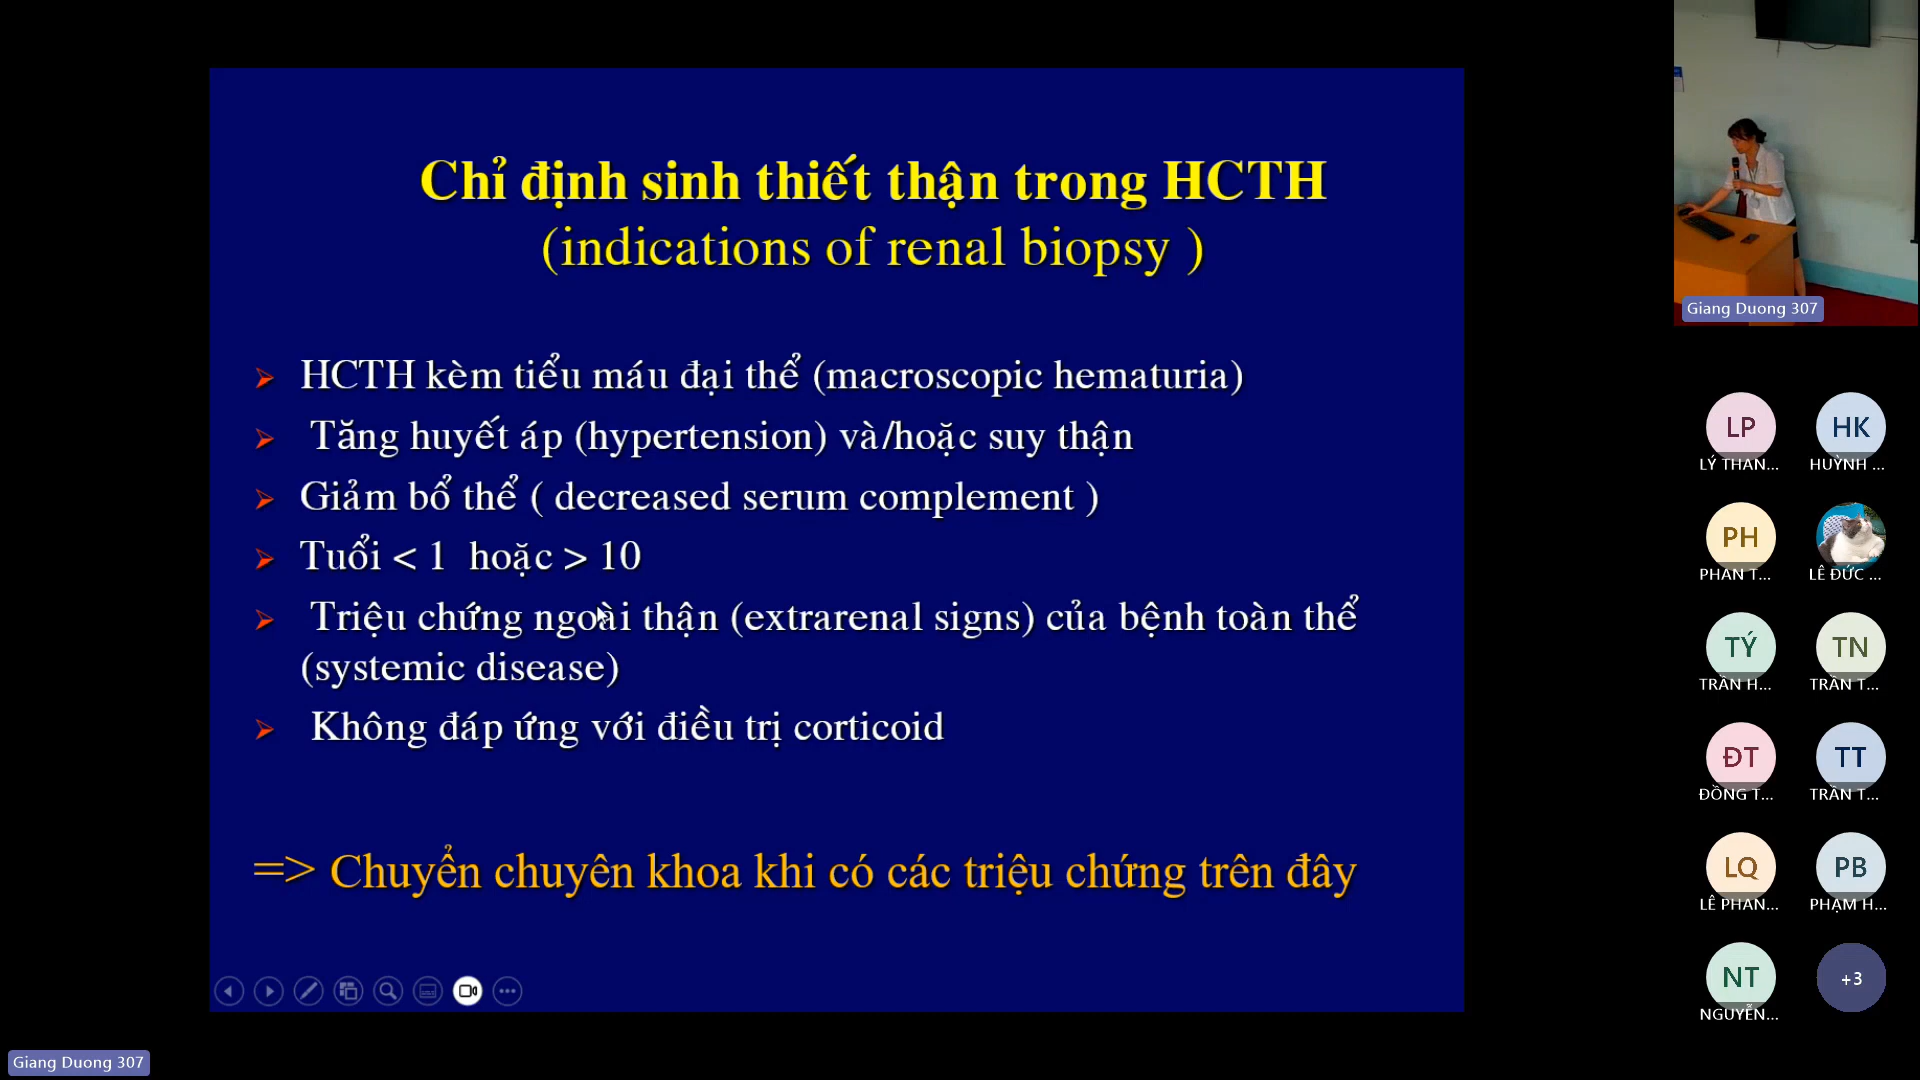 Chỉ định sinh thiết thận trong HCTH
(indications of renal biopsy )
HCTH kèm tiểu máu đại thể (macroscopic hematuria)
Tăng huyết áp (hypertension) và/hoặc suy thận
Giảm bổ thể ( decreased serum complement )
Tuổi < 1 hoặc > 10
Triệu chứng ngoài thận (extrarenal signs) của bệnh toàn thể
(systemic disease)
Không đáp ứng với điều trị corticoid
=> Chuyển chuyên khoa khi có các triệu chứng trên đây
Giang Duong 307
Giang Duong 307
LP
LÝ THAN...
HK
HUỲNH ...
PH
PHAN T...
LÊ ĐỨC ...
TÝ
TRẦN H...
TN
TRẦN T...
ĐT
ĐỒNG T...
TT
TRẦN T...
LQ
LÊ PHAN...
PB
PHẠM H...
NT
NGUYỄN...
+3